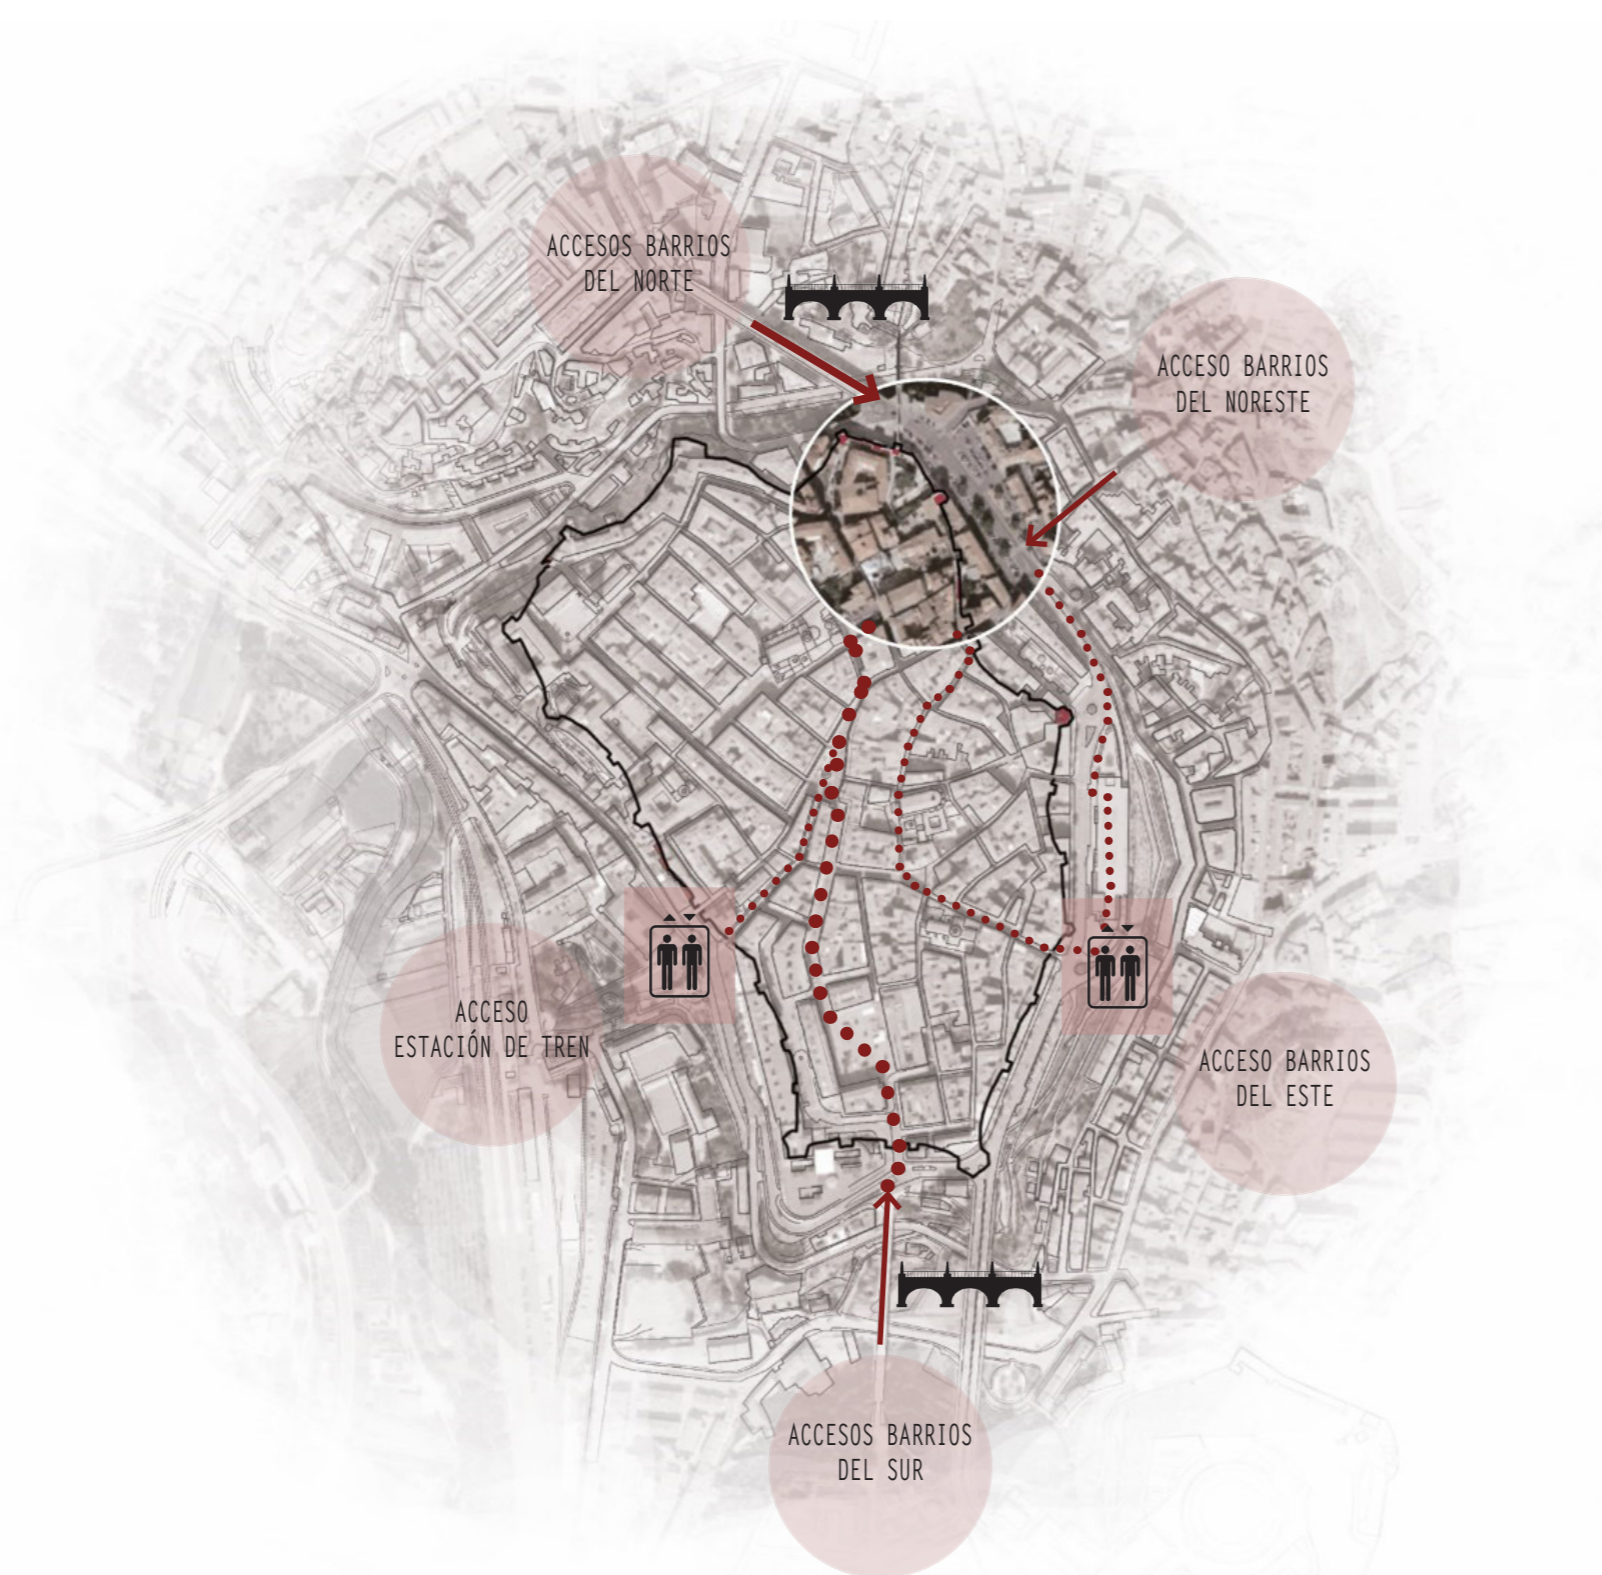 ACCESOS BARRIOS
DEL NORTE
ACCESO BARRIOS
DEL NORESTE
ACCESO
ESTACIÓN DE TREN
ACCESO BARRIOS
DEL ESTE
ACCESOS BARRIOS
DEL SUR